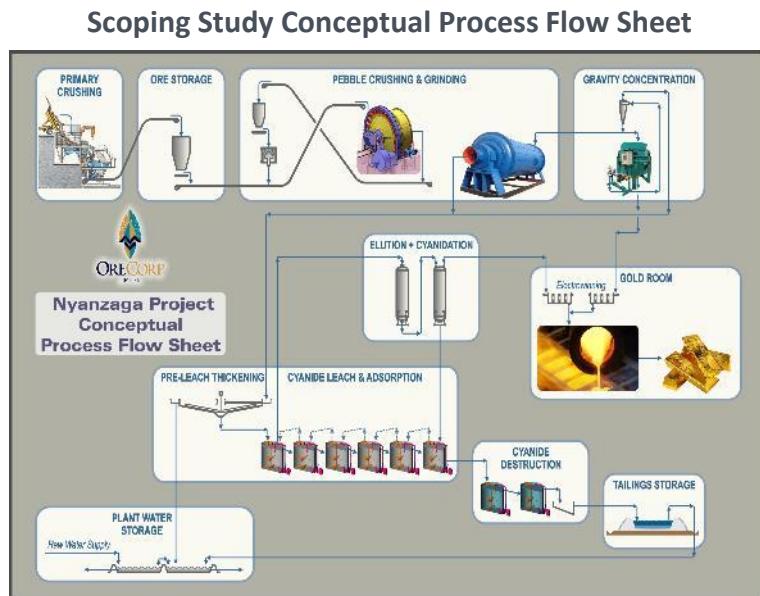 Scoping Study Conceptual Process Flow Sheet
PRIMARY
CRUSHING
ORE STORAGE
PEBBLE CRUSHING & GRINDING
GRAVITY CONCENTRATION
ORECORP
Nyanzaga Project
Conceptual
Process Flow Sheet
ELUTION + CYANIDATION
Electrowinning
GOLD ROOM
PRE-LEACH THICKENING
CYANIDE LEACH & ADSORPTION
CYANIDE
DESTRUCTION
TAILINGS STORAGE
PLANT WATER
STORAGE
Raw Water Supply